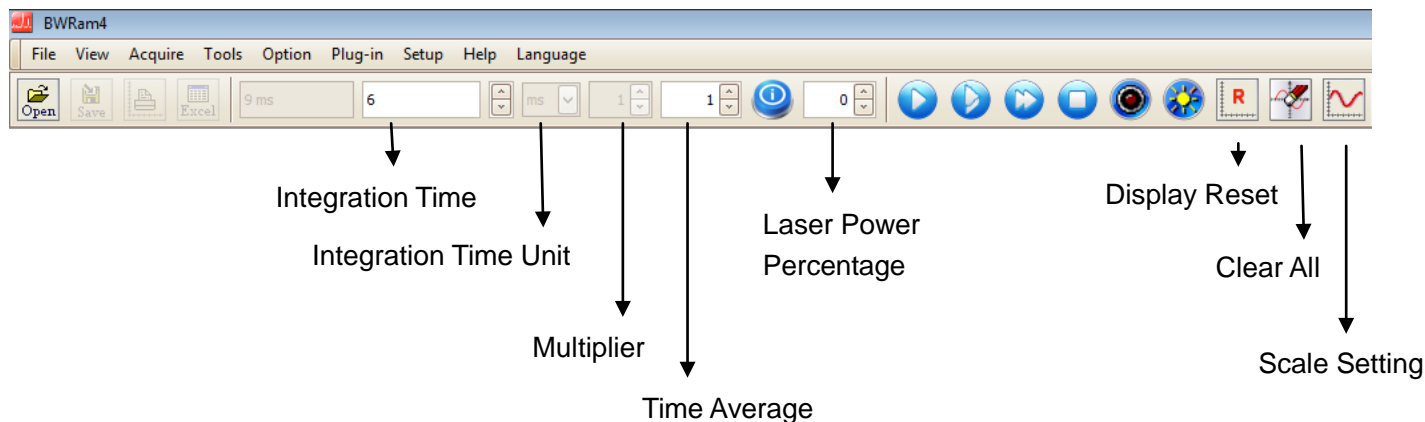 BWRam4
File View Acquire Tools Option Plug-in Setup Help Language
Open Save Excel 9 ms 6 ms 1 1 0 R
Integration Time
Display Reset
Laser Power
Percentage
Integration Time Unit
Clear All
Multiplier
Scale Setting
Time Average